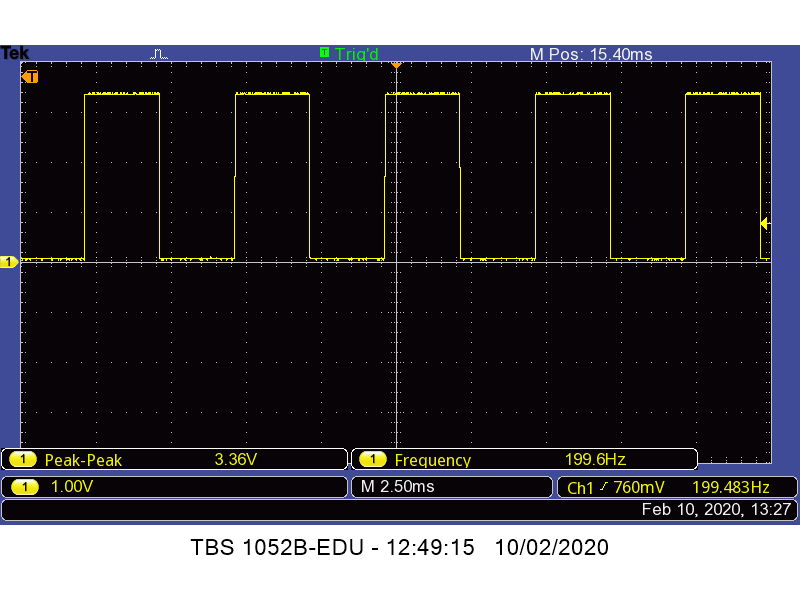 Tek T Trig'd M Pos: 15.40ms
T
1
1 Peak-Peak 3.36V 1 Frequency 199.6Hz
1 1.00V M 2.50ms Ch1 760mV 199.483Hz
Feb 10, 2020, 13:27
TBS 1052B-EDU - 12:49:15 10/02/2020